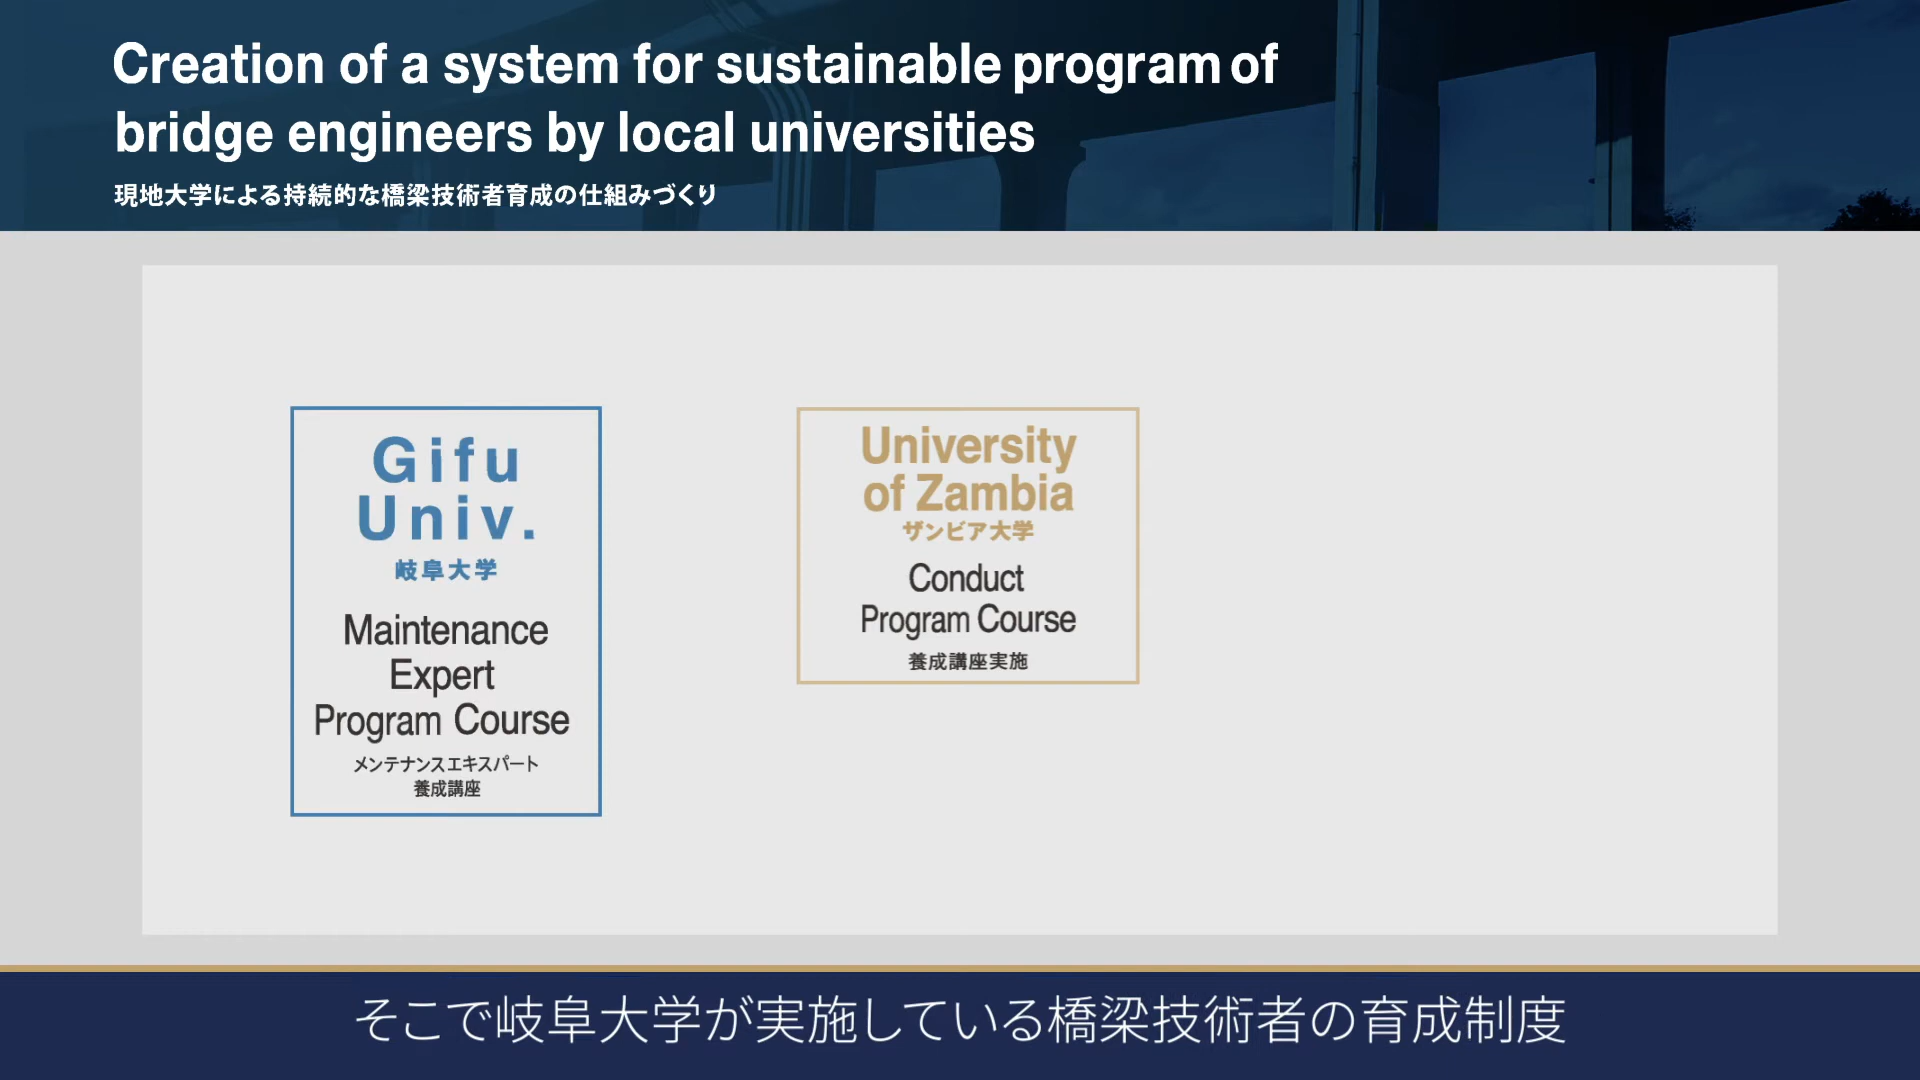 Creation of a system for sustainable program of
bridge engineers by local universities
現地大学による持続的な橋梁技術者育成の仕組みづくり
Gifu
Univ.
岐阜大学
Maintenance
Expert
Program Course
メンテナンスエキスパート
養成講座
University
of Zambia
ザンビア大学
Conduct
Program Course
養成講座実施
そこで岐阜大学が実施している橋梁技術者の育成制度